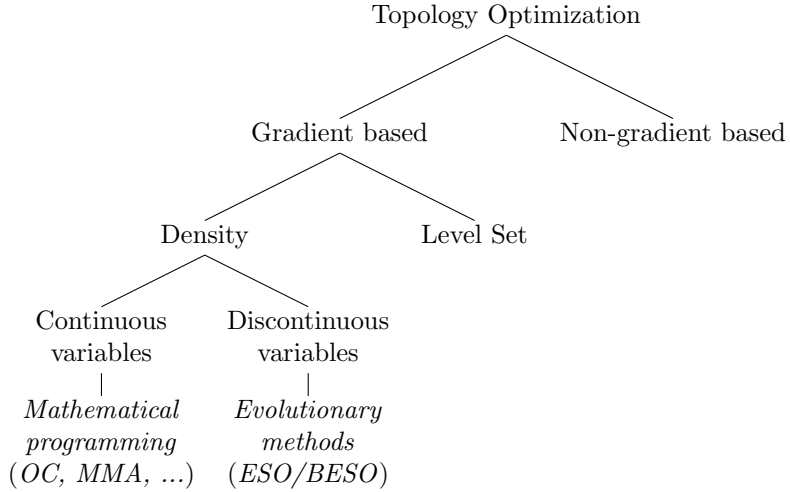 Topology Optimization
Gradient based
Non-gradient based
Density
Level Set
Continuous
variables
Discontinuous
variables
Mathematical
programming
(OC, MMA, ...)
Evolutionary
methods
(ESO/BESO)